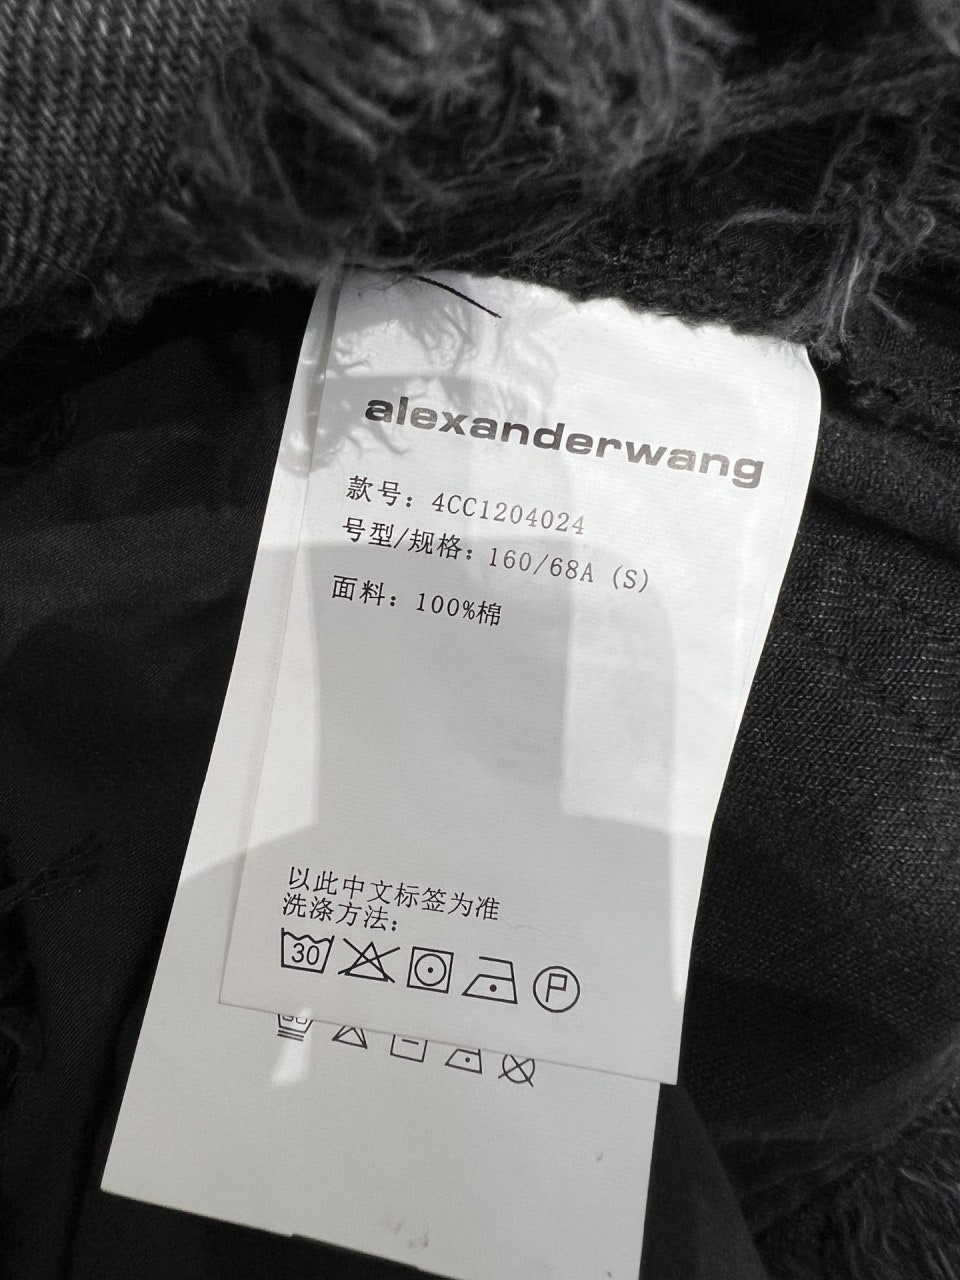 alexanderwang
款号：4CC1204024
号型/规格：160/68A (S)
面料：100%棉
以此中文标签为准
洗涤方法：
30
P